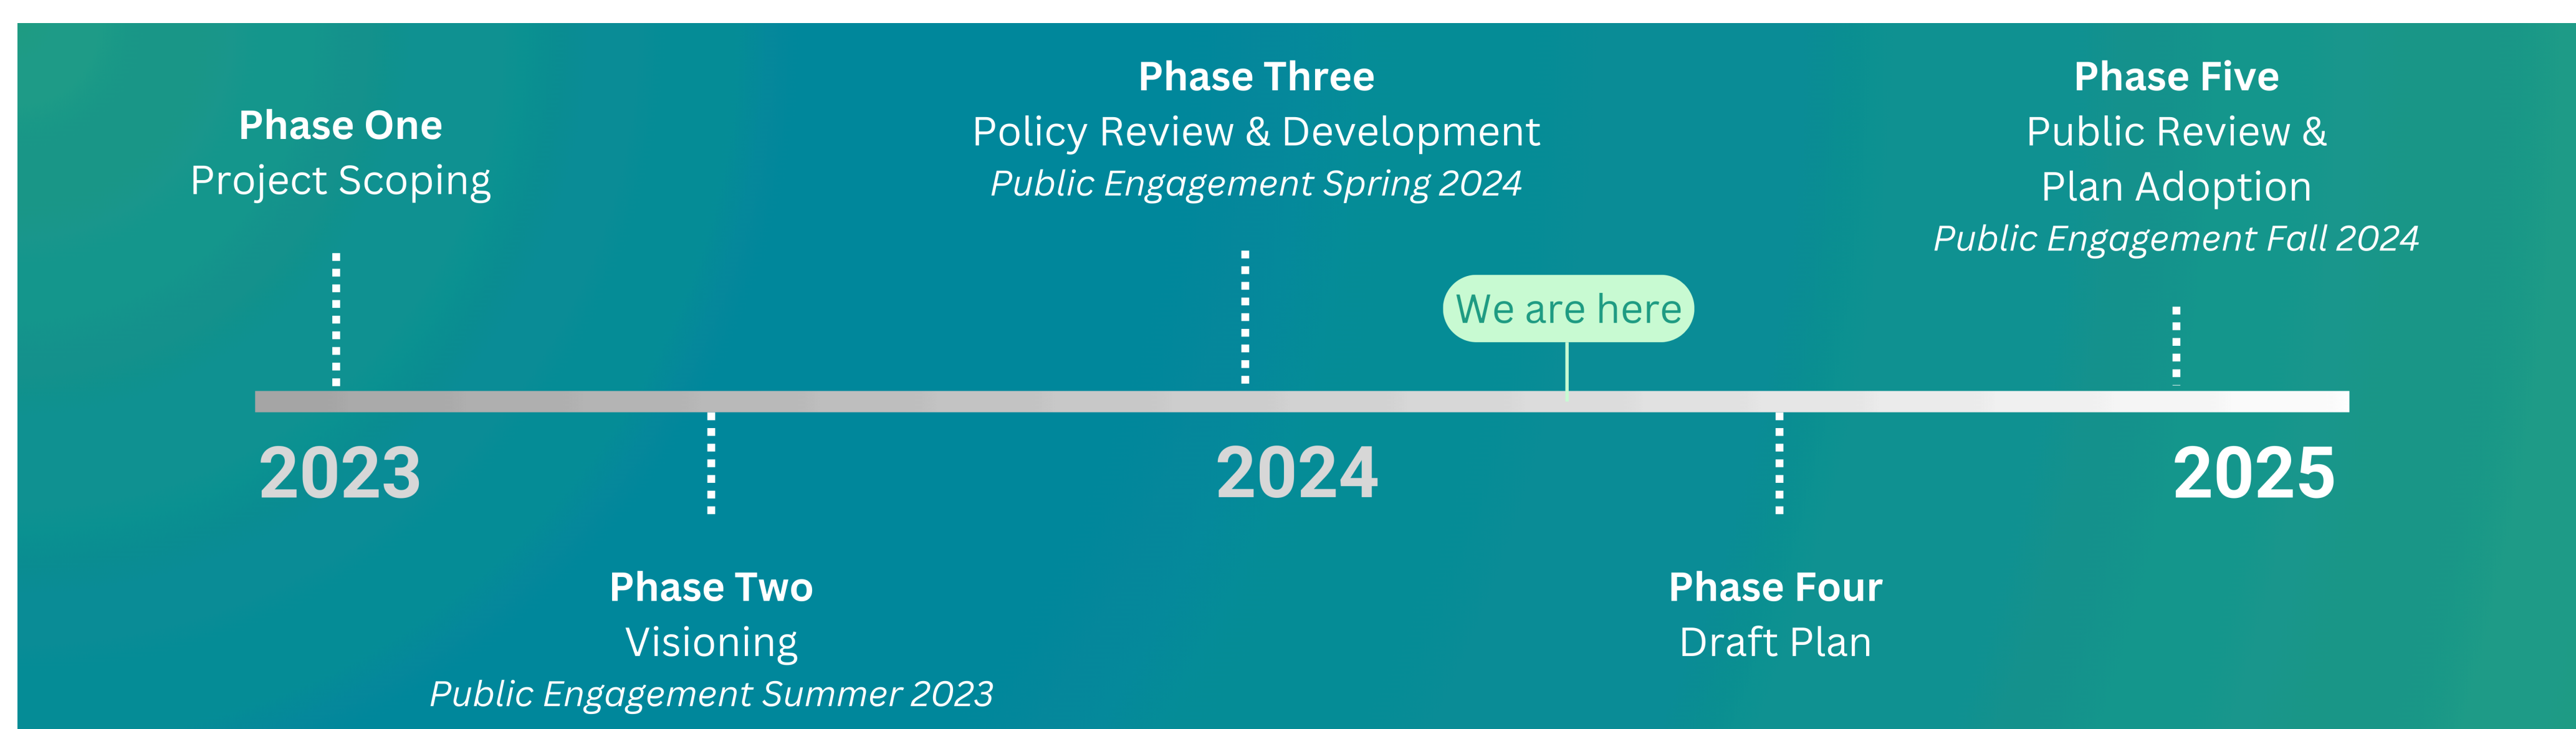 Phase One
Project Scoping
Phase Three
Policy Review & Development
Public Engagement Spring 2024
Phase Five
Public Review &
Plan Adoption
Public Engagement Fall 2024
We are here
2023
2024
2025
Phase Two
Visioning
Public Engagement Summer 2023
Phase Four
Draft Plan